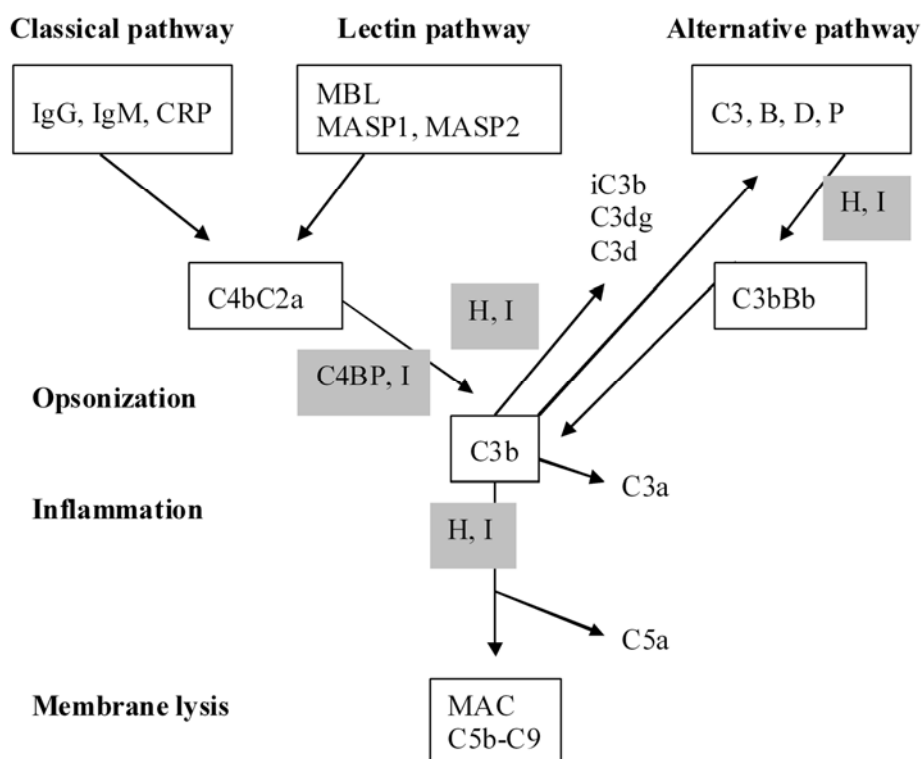 Classical pathway
Lectin pathway
Alternative pathway
IgG, IgM, CRP
MBL
MASP1, MASP2
C3, B, D, P
iC3b
C3dg
C3d
H, I
C4bC2a
H, I
C3bBb
C4BP, I
Opsonization
C3b
C3a
Inflammation
H, I
C5a
Membrane lysis
MAC
C5b-C9